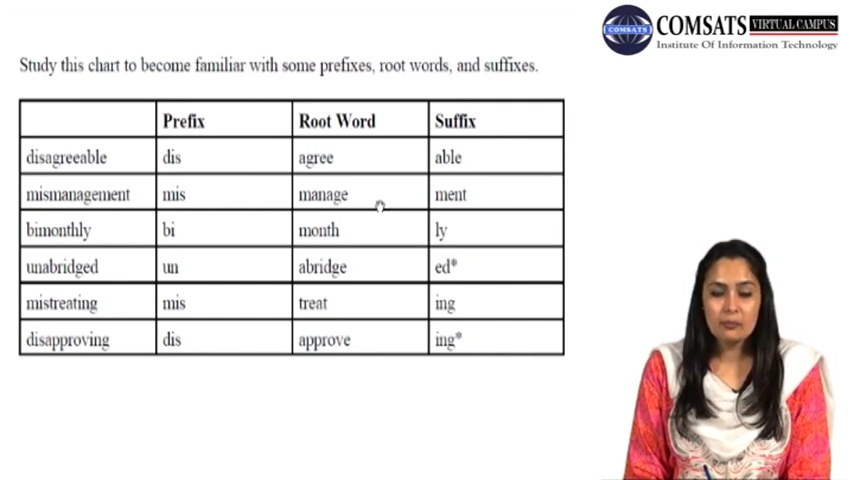 COMSATS VIRTUAL CAMPUS
COMSATS
Institute Of Information Technology
Study this chart to become familiar with some prefixes, root words, and suffixes.
Prefix Root Word Suffix
disagreeable dis agree able
mismanagement mis manage ment
bimonthly bi month ly
unabridged un abridge ed*
mistreating mis treat ing
disapproving dis approve ing*